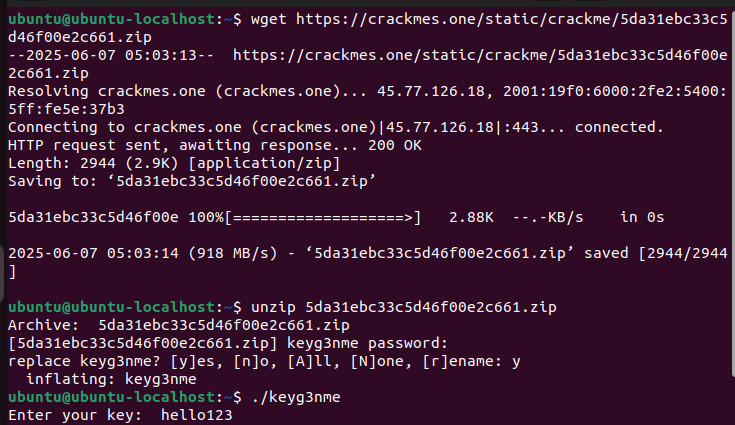 ubuntu@ubuntu-localhost:~$ wget https://crackmes.one/static/crackme/5da31ebc33c5
d46f00e2c661.zip
--2025-06-07 05:03:13--  https://crackmes.one/static/crackme/5da31ebc33c5d46f00e
2c661.zip
Resolving crackmes.one (crackmes.one)... 45.77.126.18, 2001:19f0:6000:2fe2:5400:
5ff:fe5e:37b3
Connecting to crackmes.one (crackmes.one)|45.77.126.18|:443... connected.
HTTP request sent, awaiting response... 200 OK
Length: 2944 (2.9K) [application/zip]
Saving to: ‘5da31ebc33c5d46f00e2c661.zip’
5da31ebc33c5d46f00e 100%[===================>]   2.88K  --.-KB/s    in 0s
2025-06-07 05:03:14 (918 MB/s) - ‘5da31ebc33c5d46f00e2c661.zip’ saved [2944/2944
]
ubuntu@ubuntu-localhost:~$ unzip 5da31ebc33c5d46f00e2c661.zip
Archive:  5da31ebc33c5d46f00e2c661.zip
[5da31ebc33c5d46f00e2c661.zip] keyg3nme password:
replace keyg3nme? [y]es, [n]o, [A]ll, [N]one, [r]ename: y
  inflating: keyg3nme
ubuntu@ubuntu-localhost:~$ ./keyg3nme
Enter your key:  hello123